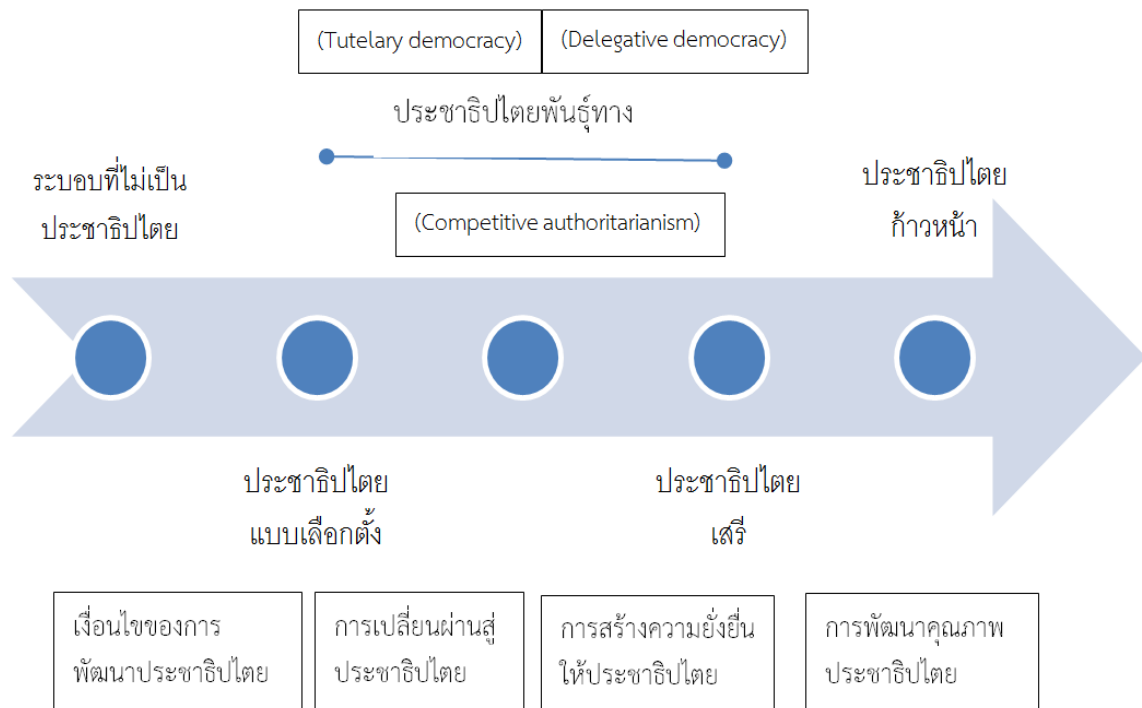 (Tutelary democracy)
(Delegative democracy)
ประชาธิปไตยพันธุ์ทาง
ระบอบที่ไม่เป็น
ประชาธิปไตย
(Competitive authoritarianism)
ประชาธิปไตย
ก้าวหน้า
ประชาธิปไตย
แบบเลือกตั้ง
ประชาธิปไตย
เสรี
เงื่อนไขของการ
พัฒนาประชาธิปไตย
การเปลี่ยนผ่านสู่
ประชาธิปไตย
การสร้างความยั่งยืน
ให้ประชาธิปไตย
การพัฒนาคุณภาพ
ประชาธิปไตย